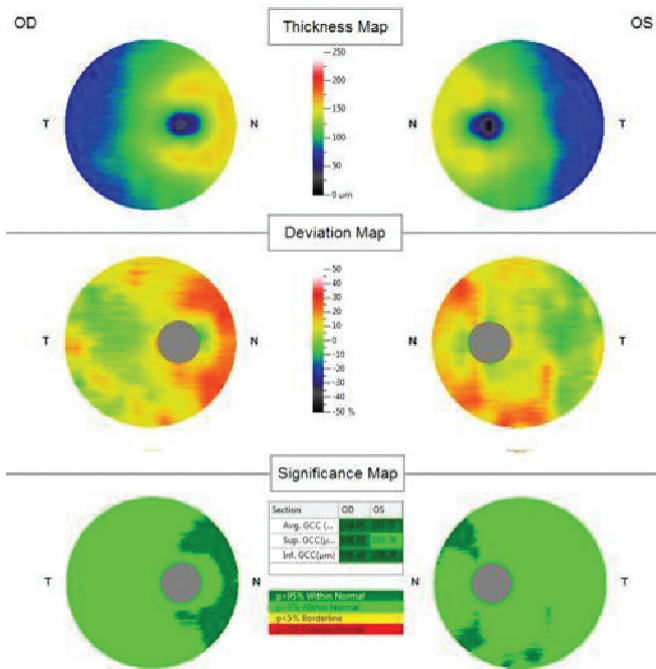 OD
Thickness Map
OS
250
200
150
100
50
0 µm
T
N
N
T
Deviation Map
50
40
30
20
10
0
-10
-20
-30
-40
-50 %
T
N
N
T
Significance Map
Section OD OS
Avg. GCC (...
Sup. GCC(µ...
Inf. GCC(µm)
T
N
N
T
p>95% Within Normal
Within Normal
p<5% Borderline